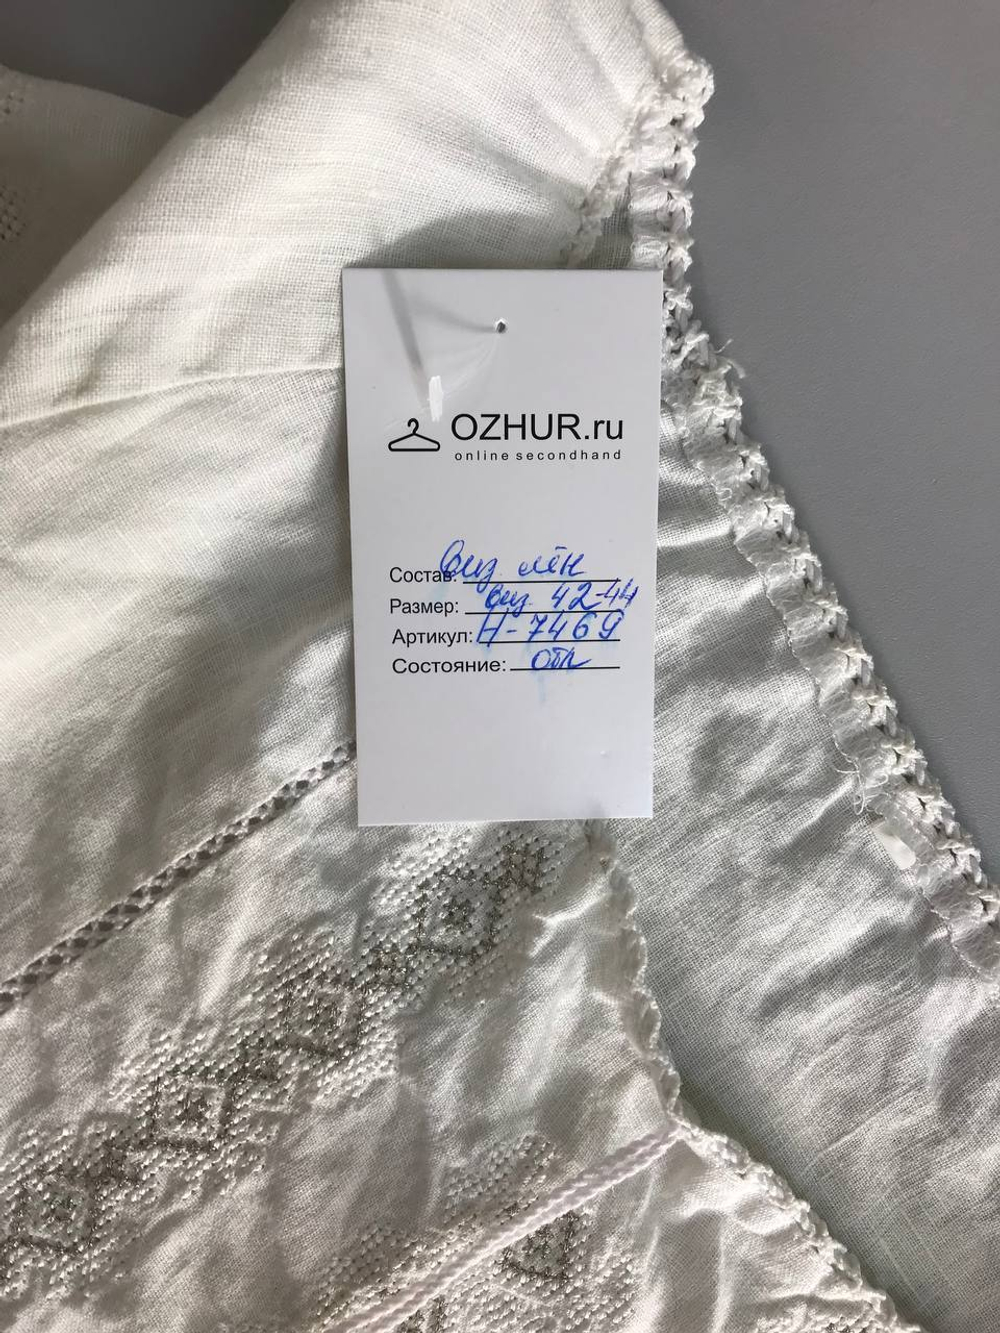 OZHUR.ru
online secondhand
Состав: виз лён
Размер: виз. 42-44
Артикул: Н-7469
Состояние: отл